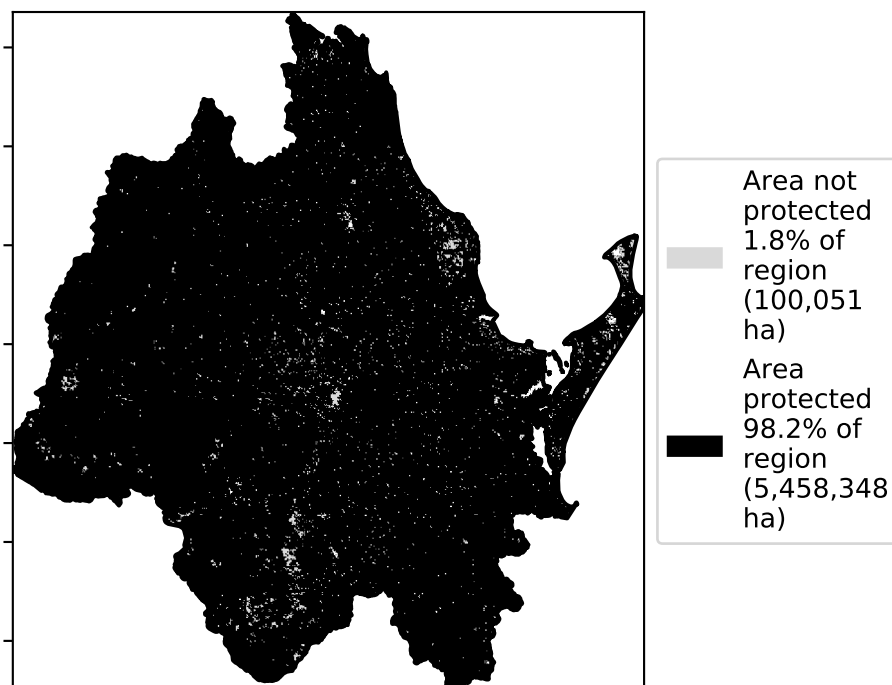 Area not
protected
1.8% of
region
(100,051
ha)
Area
protected
98.2% of
region
(5,458,348
ha)